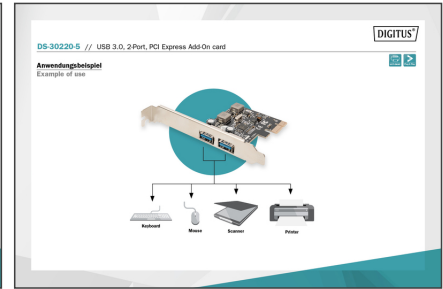 DIGITUS®
DS-30220-5 // USB 3.0, 2-Port, PCI Express Add-On card
Anwendungsbeispiel
Example of use
Keyboard
Mouse
Scanner
Printer